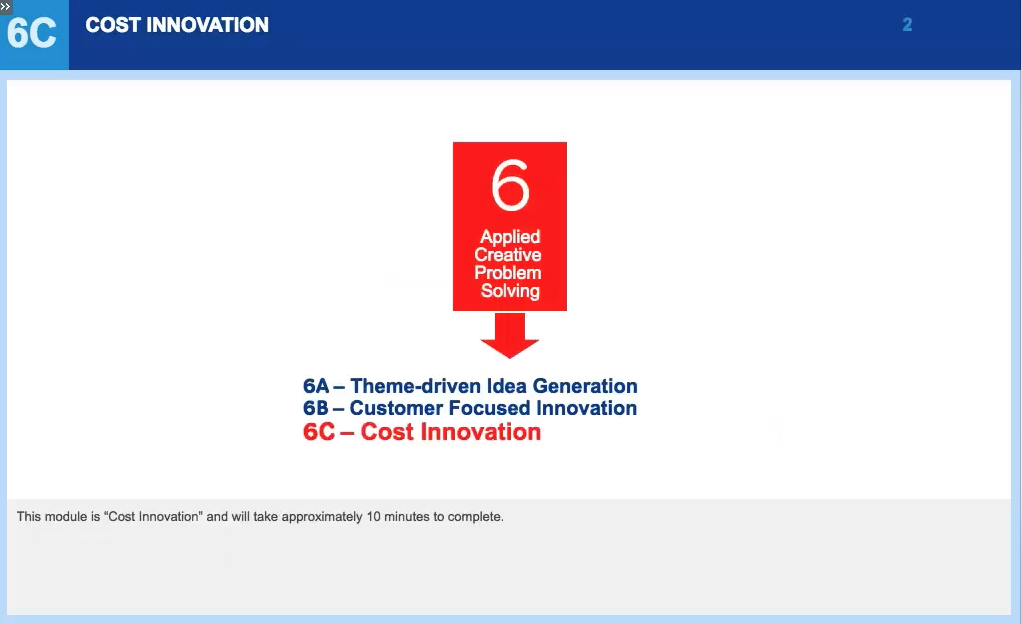 »
6C
COST INNOVATION
2
6
Applied
Creative
Problem
Solving
6A – Theme-driven Idea Generation
6B – Customer Focused Innovation
6C – Cost Innovation
This module is “Cost Innovation” and will take approximately 10 minutes to complete.